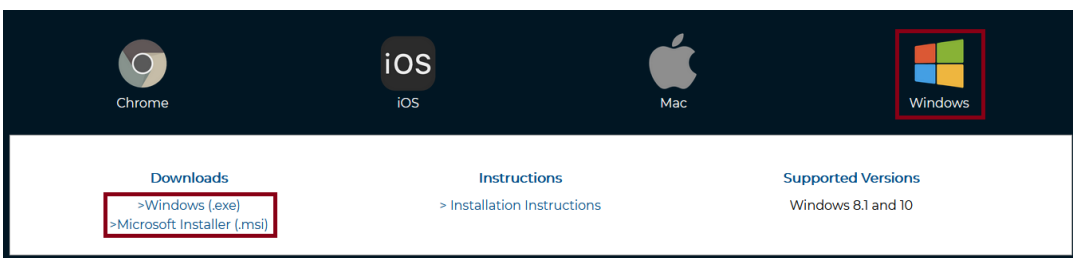 iOS
Chrome
iOS
Mac
Windows
Downloads
>Windows (.exe)
>Microsoft Installer (.msi)
Instructions
> Installation Instructions
Supported Versions
Windows 8.1 and 10